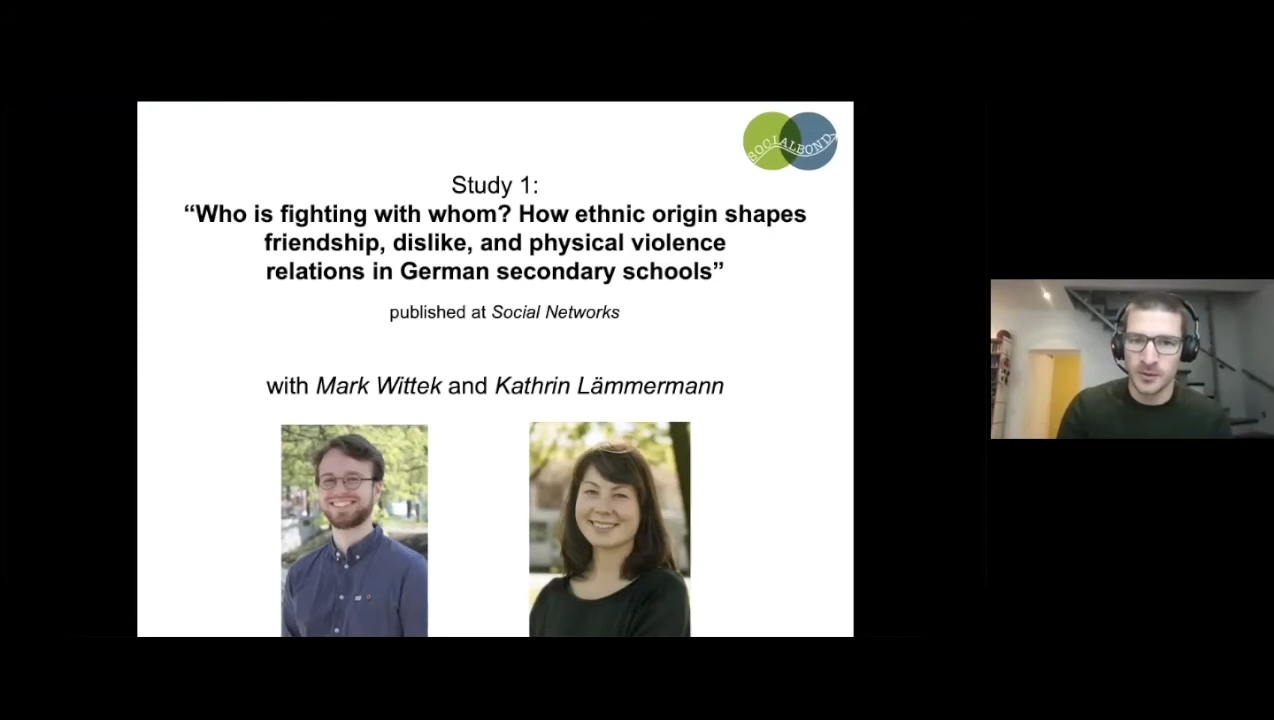 SOCIALBOND
Study 1:
“Who is fighting with whom? How ethnic origin shapes
friendship, dislike, and physical violence
relations in German secondary schools”
published at Social Networks
with Mark Wittek and Kathrin Lämmermann